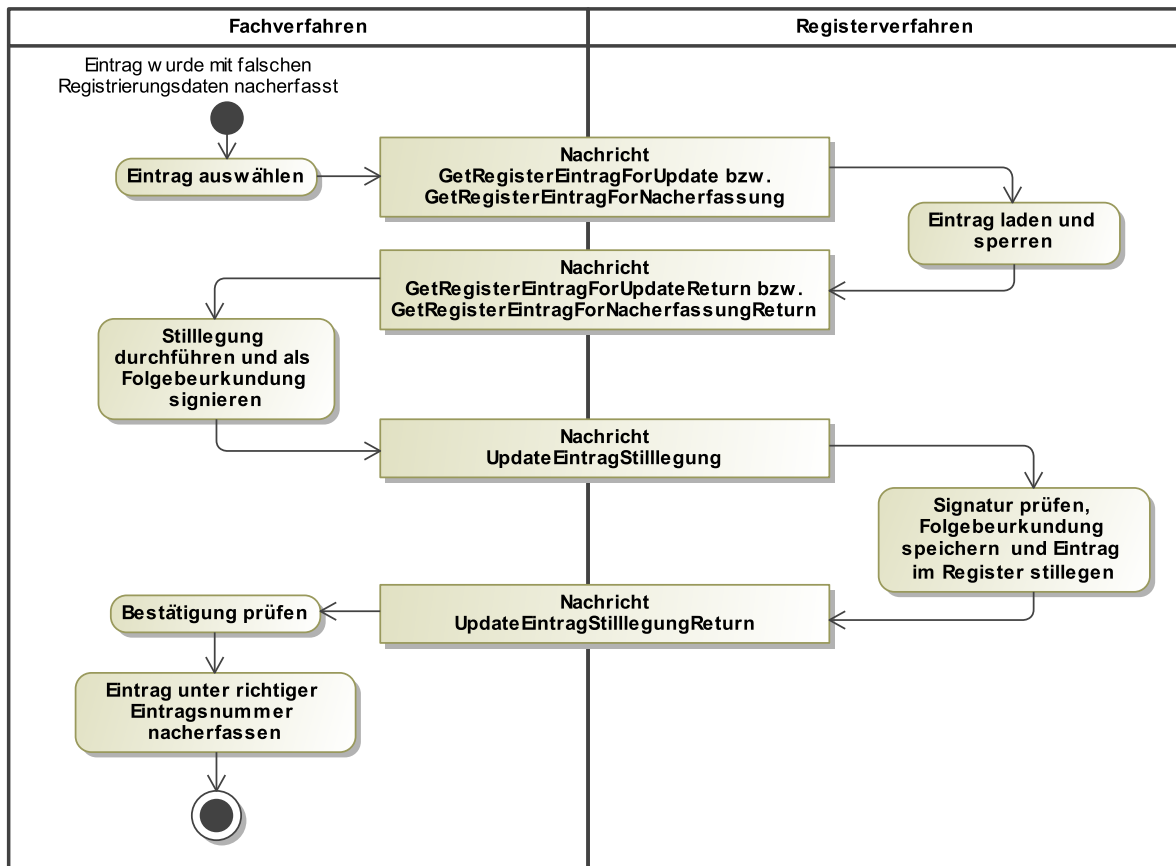 Fachverfahren
Registerverfahren
Eintrag wurde mit falschen
Registrierungsdaten nacherfasst
Eintrag auswählen
Nachricht
GetRegisterEintragForUpdate bzw.
GetRegisterEintragForNacherfassung
Eintrag laden und
sperren
Nachricht
GetRegisterEintragForUpdateReturn bzw.
GetRegisterEintragForNacherfassungReturn
Stilllegung
durchführen und als
Folgebeurkundung
signieren
Nachricht
UpdateEintragStilllegung
Signatur prüfen,
Folgebeurkundung
speichern und Eintrag
im Register stillegen
Nachricht
UpdateEintragStilllegungReturn
Bestätigung prüfen
Eintrag unter richtiger
Eintragsnummer
nacherfassen